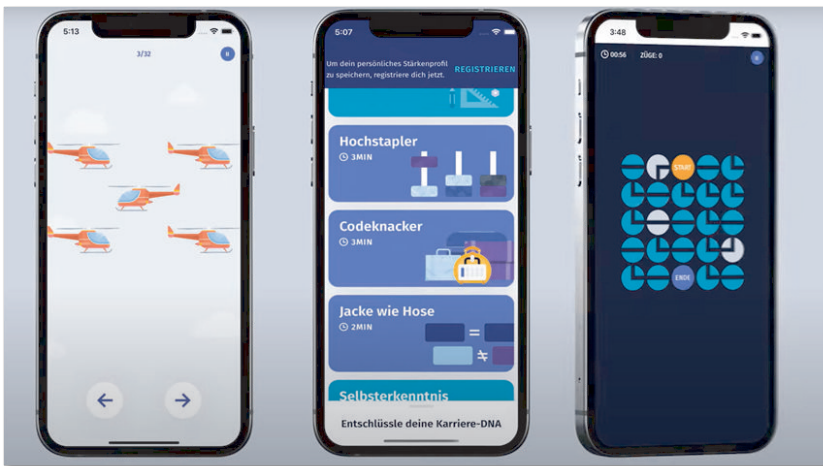 5:13
3/32
5:07
Um dein persönliches Stärkenprofil
zu speichern, registriere dich jetzt.
REGISTRIEREN
Hochstapler
3MIN
Codeknacker
3MIN
Jacke wie Hose
2MIN
=
≠
Selbsterkenntnis
Entschlüssle deine Karriere-DNA
3:48
00:56 ZÜGE: 0
START
ENDE